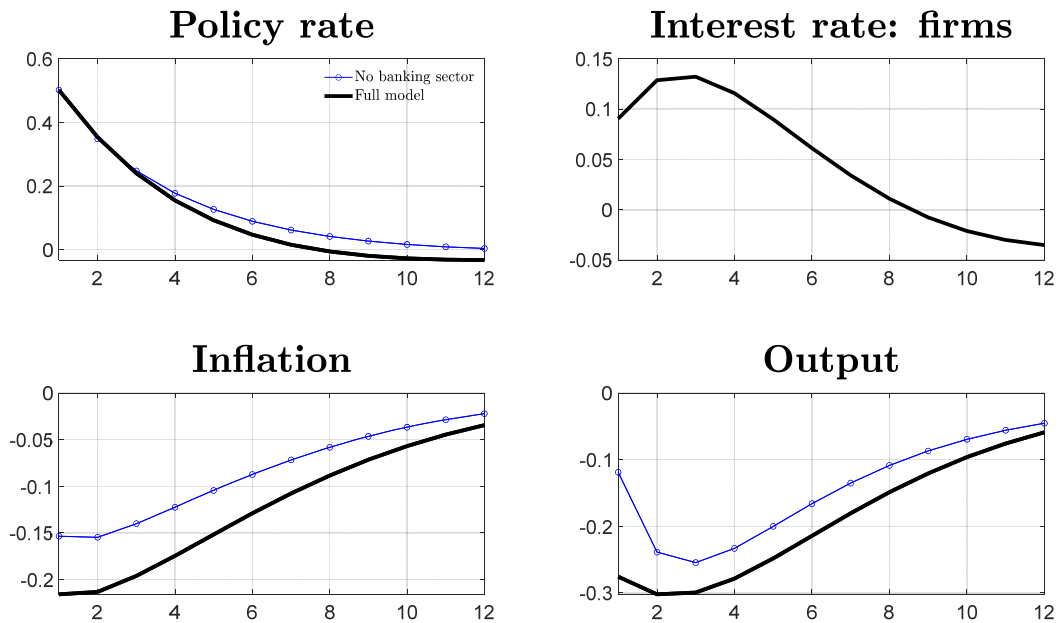 Policy rate
0.6
0.4
0.2
0
2 4 6 8 10 12
No banking sector
Full model
Interest rate: firms
0.15
0.1
0.05
0
-0.05
2 4 6 8 10 12
Inflation
0
-0.05
-0.1
-0.15
-0.2
2 4 6 8 10 12
Output
0
-0.1
-0.2
-0.3
2 4 6 8 10 12